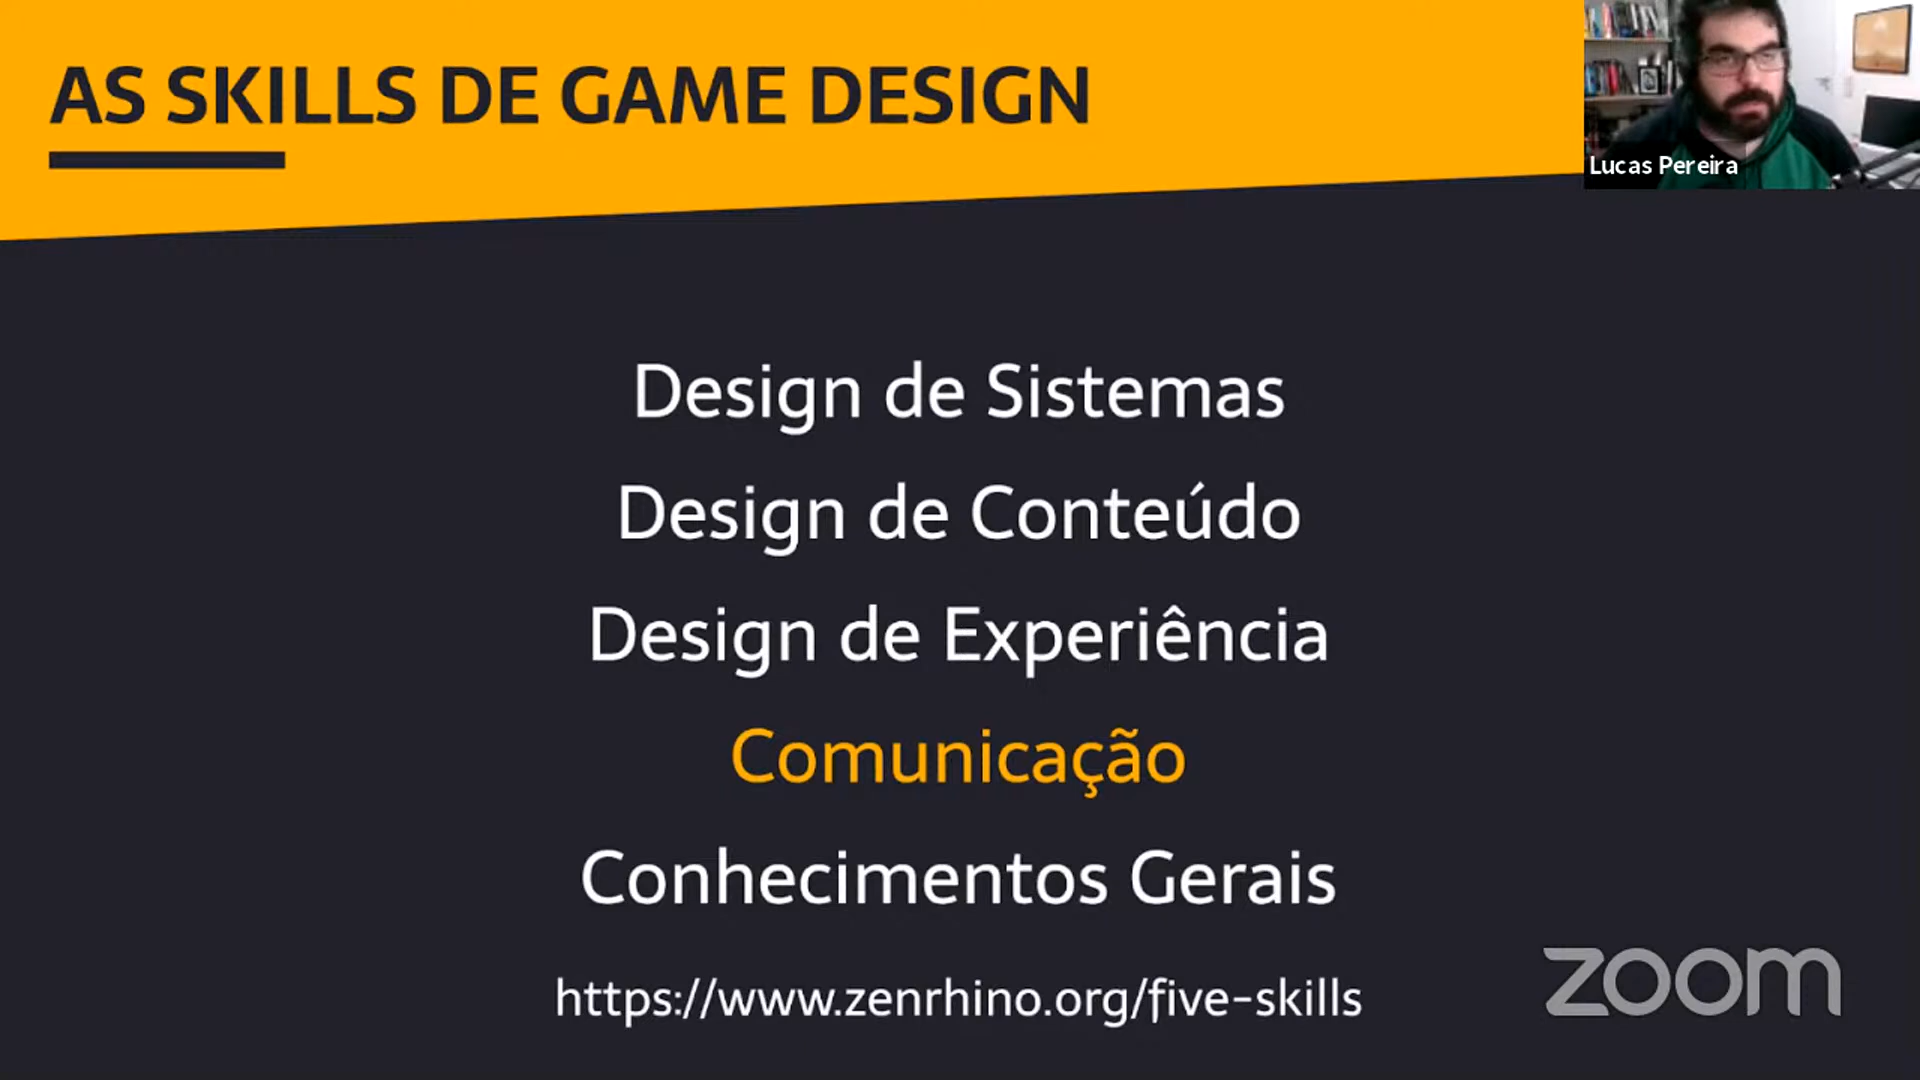 AS SKILLS DE GAME DESIGN
Lucas Pereira
Design de Sistemas
Design de Conteúdo
Design de Experiência
Comunicação
Conhecimentos Gerais
https://www.zenrhino.org/five-skills
zoom